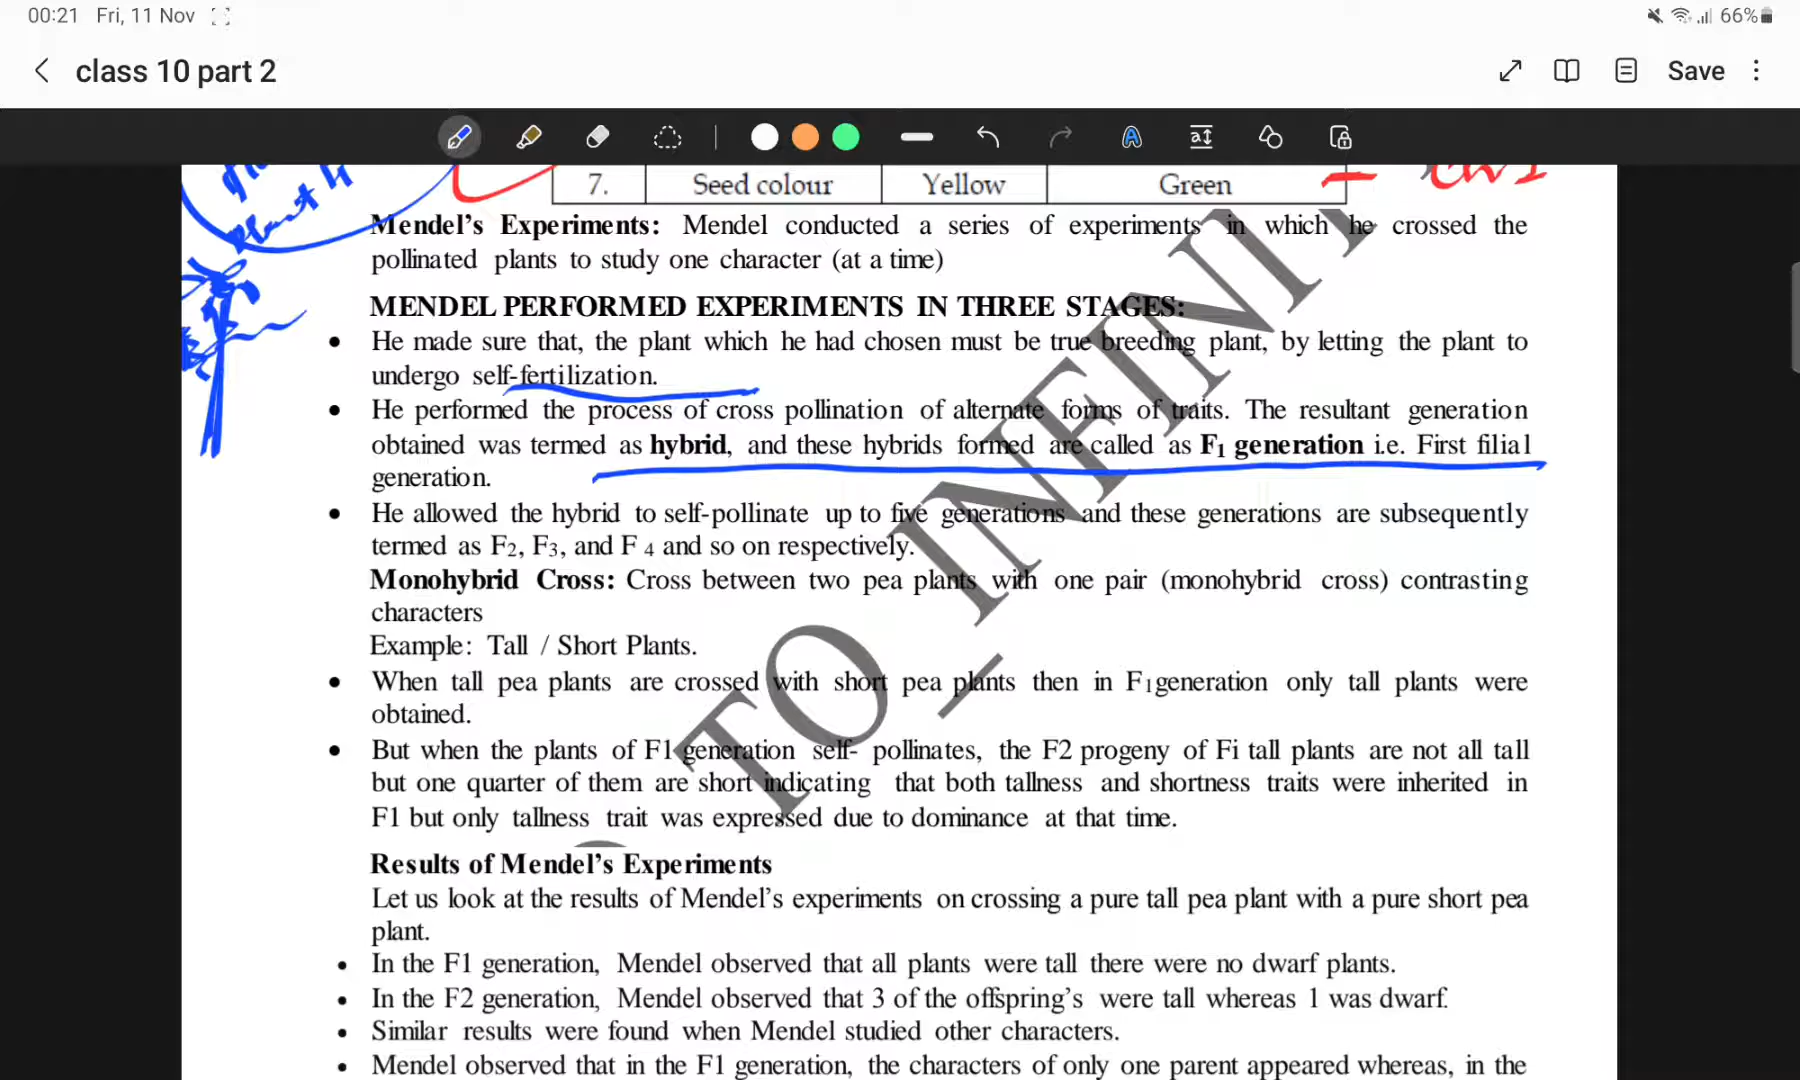 00:21 Fri, 11 Nov 66%
class 10 part 2
Save
7. Seed colour Yellow Green
Plant H
Mendel's Experiments: Mendel conducted a series of experiments in which he crossed the
pollinated plants to study one character (at a time)
MENDEL PERFORMED EXPERIMENTS IN THREE STAGES:
• He made sure that, the plant which he had chosen must be true breeding plant, by letting the plant to
undergo self-fertilization.
• He performed the process of cross pollination of alternate forms of traits. The resultant generation
obtained was termed as hybrid, and these hybrids formed are called as F1 generation i.e. First filial
generation.
• He allowed the hybrid to self-pollinate up to five generations and these generations are subsequently
termed as F2, F3, and F 4 and so on respectively.
Monohybrid Cross: Cross between two pea plants with one pair (monohybrid cross) contrasting
characters
Example: Tall / Short Plants.
• When tall pea plants are crossed with short pea plants then in F1generation only tall plants were
obtained.
• But when the plants of F1 generation self- pollinates, the F2 progeny of Fi tall plants are not all tall
but one quarter of them are short indicating that both tallness and shortness traits were inherited in
F1 but only tallness trait was expressed due to dominance at that time.
Results of Mendel's Experiments
Let us look at the results of Mendel's experiments on crossing a pure tall pea plant with a pure short pea
plant.
• In the F1 generation, Mendel observed that all plants were tall there were no dwarf plants.
• In the F2 generation, Mendel observed that 3 of the offspring's were tall whereas 1 was dwarf.
• Similar results were found when Mendel studied other characters.
• Mendel observed that in the F1 generation, the characters of only one parent appeared whereas, in the
TO_INFINIT